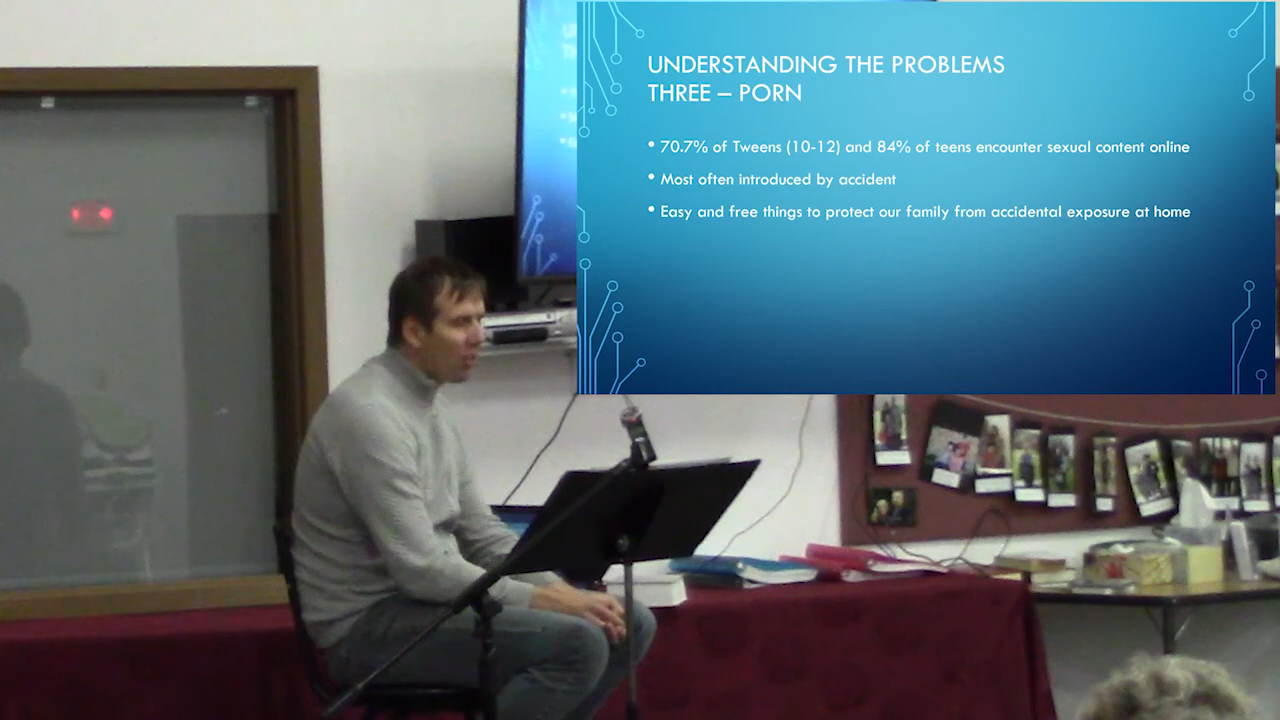 UNDERSTANDING THE PROBLEMS
THREE – PORN
• 70.7% of Tweens (10-12) and 84% of teens encounter sexual content online
• Most often introduced by accident
• Easy and free things to protect our family from accidental exposure at home